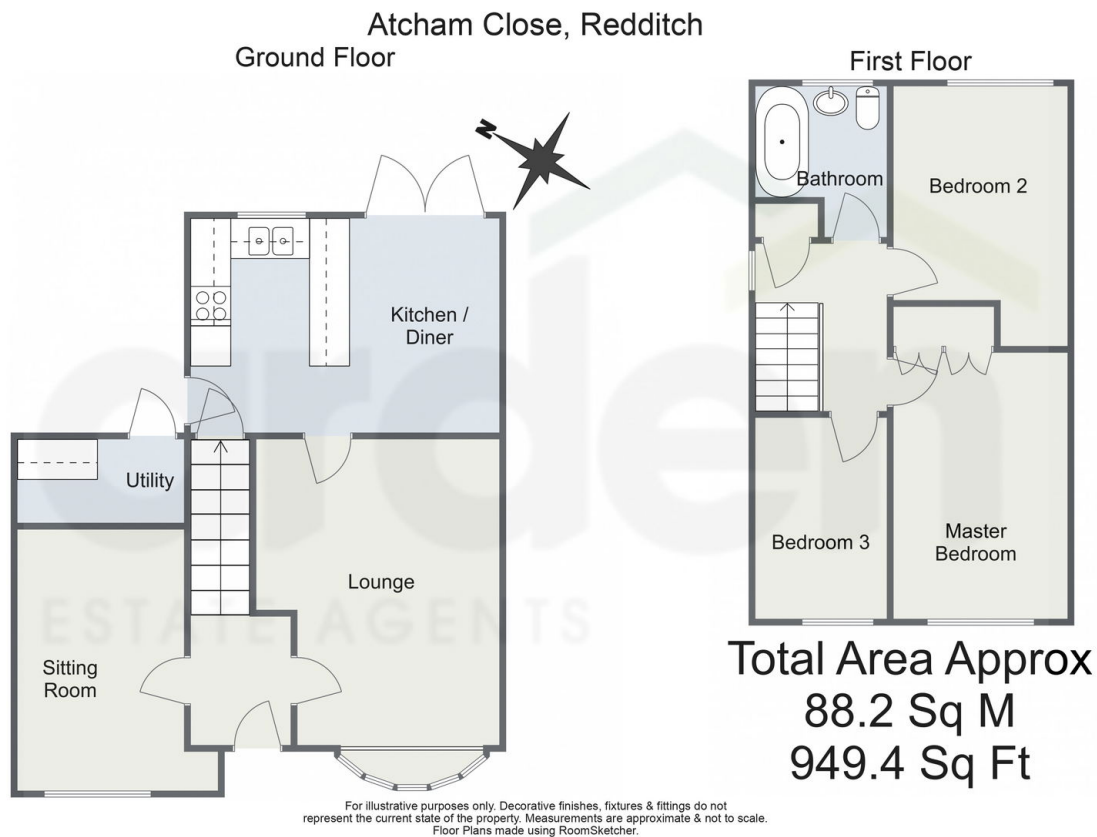 Atcham Close, Redditch
Ground Floor
First Floor
N
Bathroom
Bedroom 2
Kitchen /
Diner
Utility
Lounge
Sitting
Room
Bedroom 3
Master
Bedroom
arden
ESTATE AGENTS
Total Area Approx
88.2 Sq M
949.4 Sq Ft
For illustrative purposes only. Decorative finishes, fixtures & fittings do not
represent the current state of the property. Measurements are approximate & not to scale.
Floor Plans made using RoomSketcher.